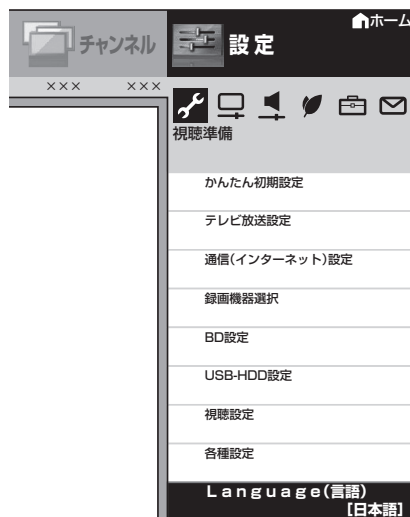 チャンネル
設定
ホーム
××× ×××
視聴準備
かんたん初期設定
テレビ放送設定
通信(インターネット)設定
録画機器選択
BD設定
USB-HDD設定
視聴設定
各種設定
Language(言語)
[日本語]